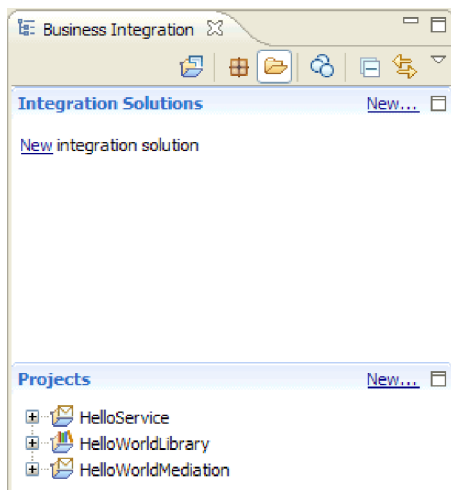 Business Integration
Integration Solutions New...
New integration solution
Projects New...
HelloService
HelloWorldLibrary
HelloWorldMediation